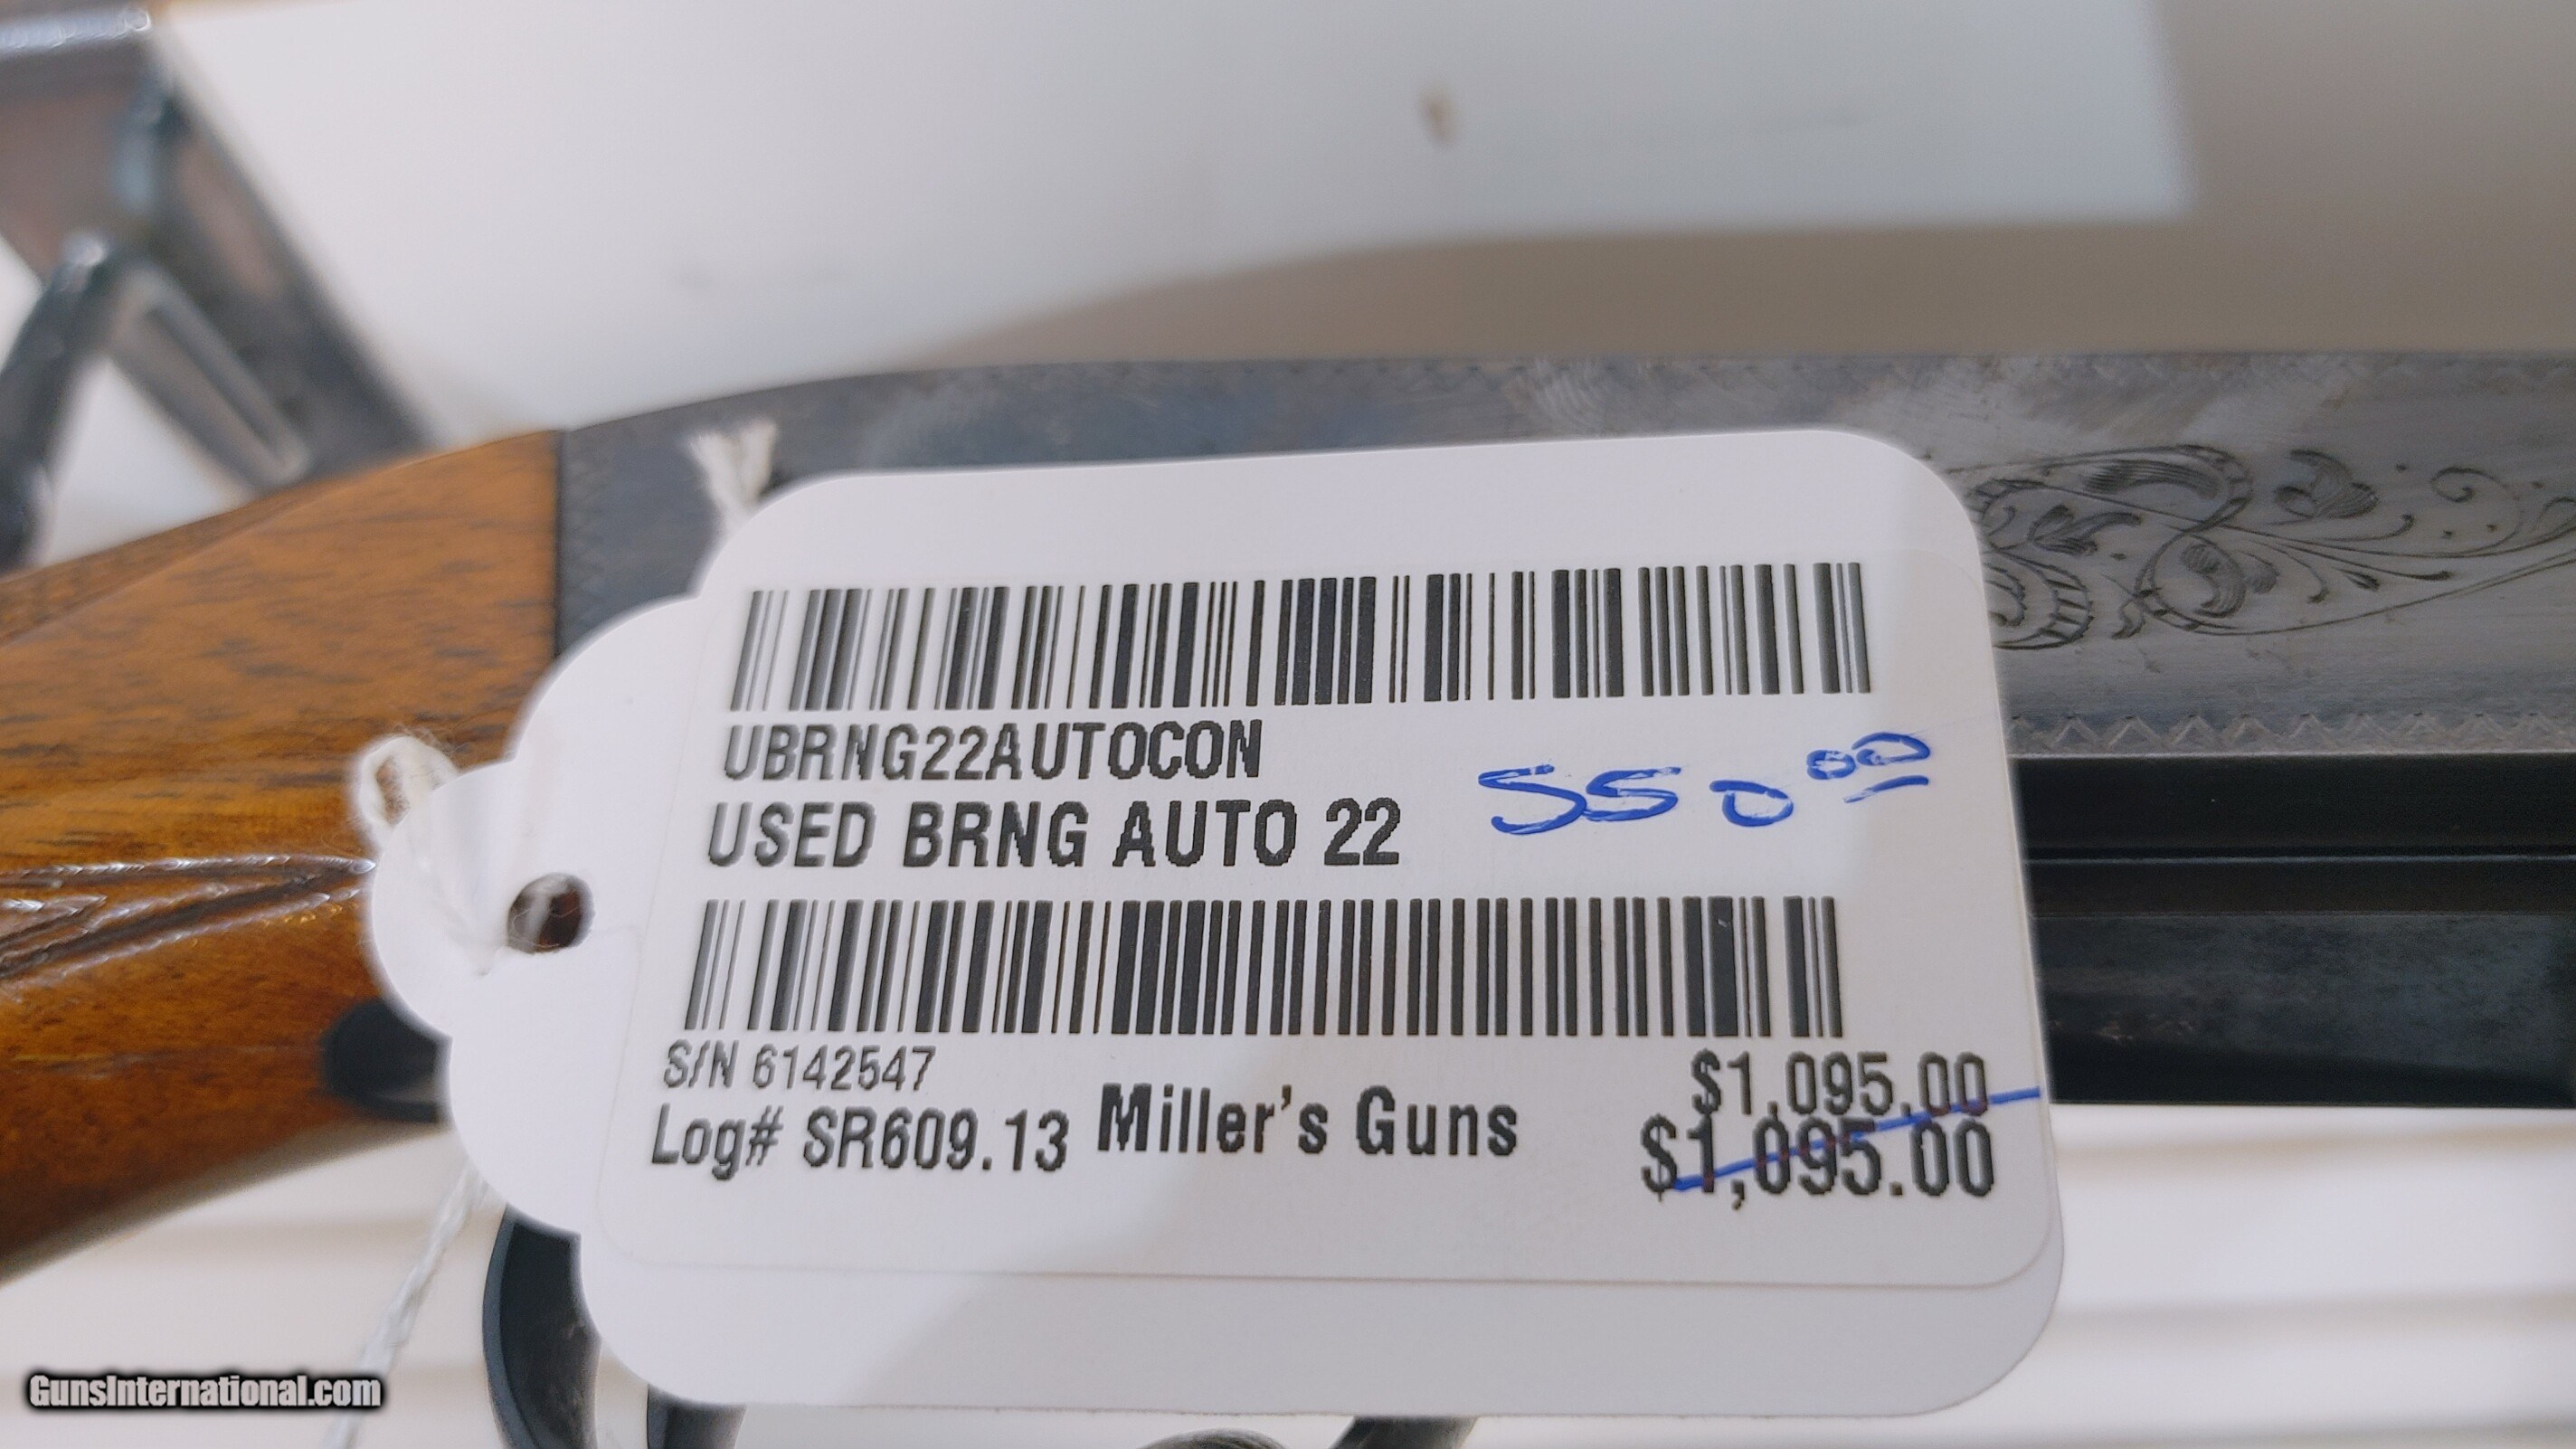 UBRNG22AUTOCON
USED BRNG AUTO 22
550.00
S/N 6142547
Log# SR609.13
Miller's Guns
$1,095.00
$1,095.00
GunsInternational.com